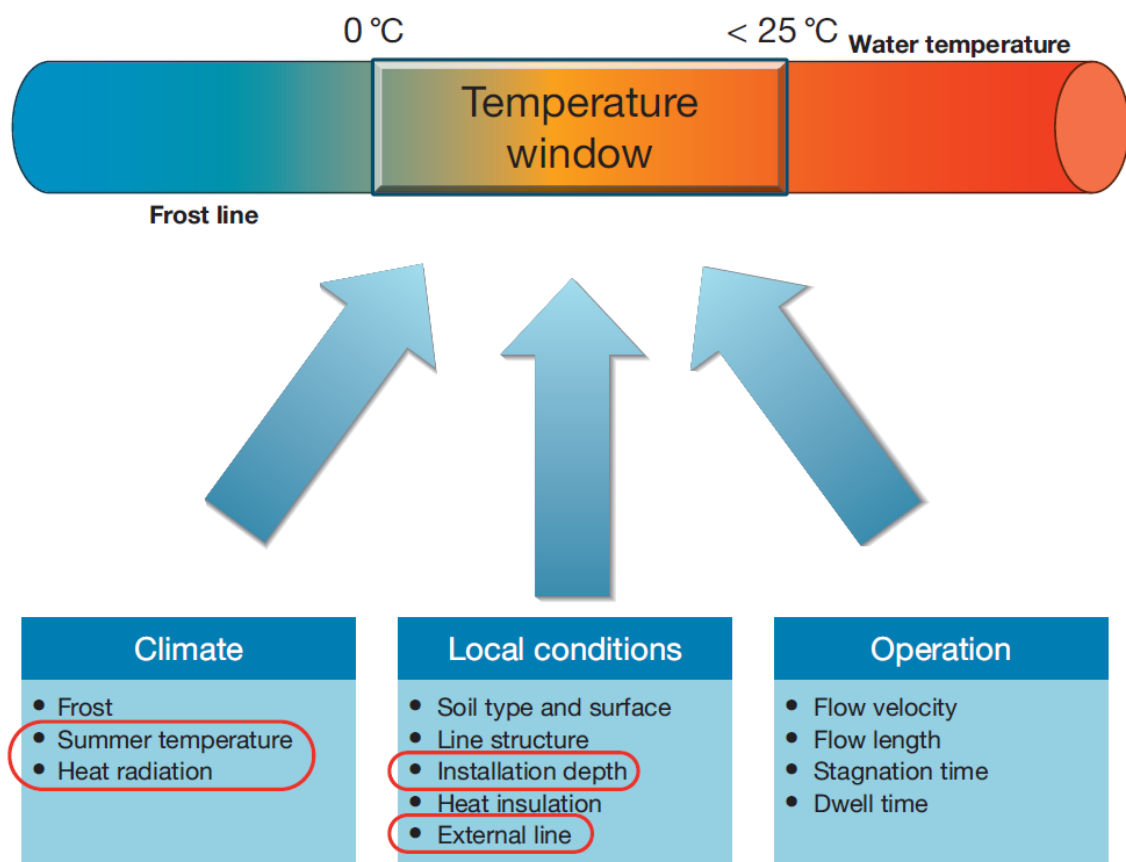 0 °C
< 25 °C
Water temperature
Temperature
window
Frost line
Climate
• Frost
• Summer temperature
• Heat radiation
Local conditions
• Soil type and surface
• Line structure
• Installation depth
• Heat insulation
• External line
Operation
• Flow velocity
• Flow length
• Stagnation time
• Dwell time